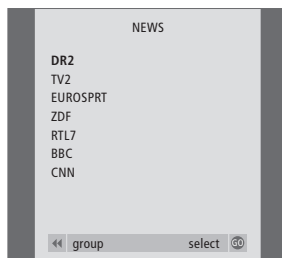 NEWS
DR2
TV2
EUROSPRT
ZDF
RTL7
BBC
CNN
group select GO